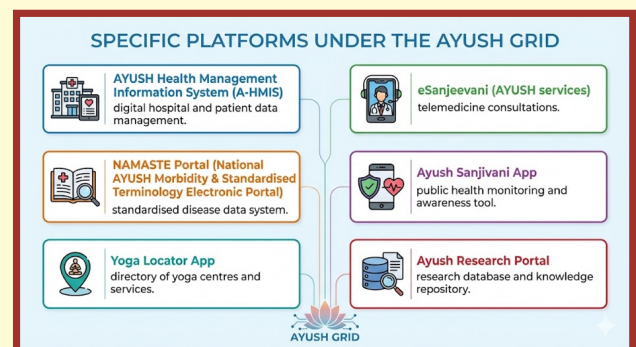 SPECIFIC PLATFORMS UNDER THE AYUSH GRID
AYUSH Health Management
Information System (A-HMIS)
digital hospital and patient data
management.
eSanjeevani (AYUSH services)
telemedicine consultations.
NAMASTE Portal (National
AYUSH Morbidity & Standardised
Terminology Electronic Portal)
standardised disease data system.
Ayush Sanjivani App
public health monitoring and
awareness tool.
Yoga Locator App
directory of yoga centres and
services.
Ayush Research Portal
research database and knowledge
repository.
AYUSH GRID